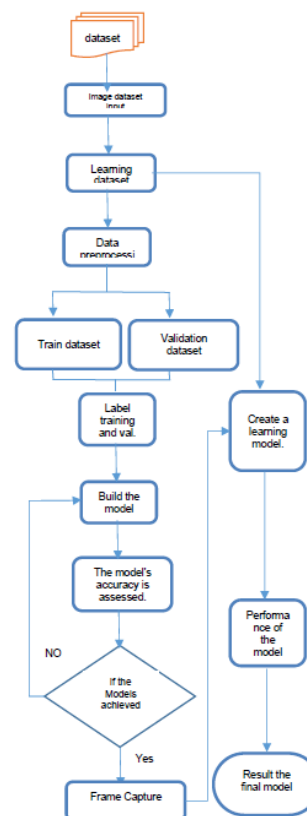 dataset
Image dataset
input
Learning
dataset
Data
preprocessi
Train dataset
Validation
dataset
Label
training
and val.
Build the
model
The model's
accuracy is
assessed.
NO
If the
Models
achieved
Yes
Frame Capture
Create a
learning
model.
Performa
nce of
the
model
Result the
final model